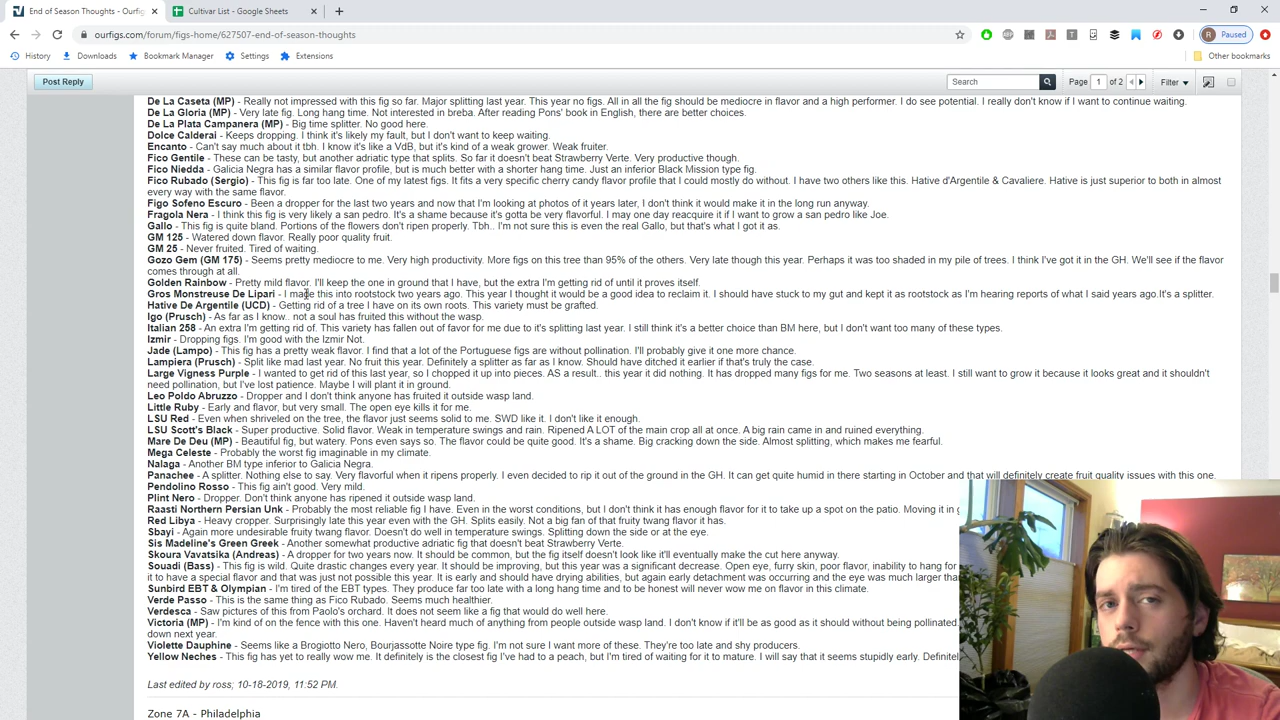 End of Season Thoughts - Ourfigs
Cultivar List - Google Sheets
ourfigs.com/forum/figs-home/627507-end-of-season-thoughts
Paused
History Downloads Bookmark Manager Settings Extensions Other bookmarks
Post Reply Search Page 1 of 2 Filter
De La Caseta (MP) - Really not impressed with this fig so far. Major splitting last year. This year no figs. All in all the fig should be mediocre in flavor and a high performer. I do see potential. I really don't know if I want to continue waiting.
De La Gloria (MP) - Very late fig. Long hang time. Not interested in breba. After reading Pons' book in English, there are better choices.
De La Plata Campanera (MP) - Big time splitter. No good here.
Dolce Calderai - Keeps dropping. I think it's likely my fault, but I don't want to keep waiting.
Encanto - Can't say much about it tbh. I know it's like a VdB, but it's kind of a weak grower. Weak fruiter.
Fico Gentile - These can be tasty, but another adriatic type that splits. So far it doesn't beat Strawberry Verte. Very productive though.
Fico Niedda - Galicia Negra has a similar flavor profile, but is much better with a shorter hang time. Just an inferior Black Mission type fig.
Fico Rubado (Sergio) - This fig is far too late. One of my latest figs. It fits a very specific cherry candy flavor profile that I could mostly do without. I have two others like this. Hative d'Argentile & Cavaliere. Hative is just superior to both in almost
every way with the same flavor.
Figo Sofeno Escuro - Been a dropper for the last two years and now that I'm looking at photos of it years later, I don't think it would make it in the long run anyway.
Fragola Nera - I think this fig is very likely a san pedro. It's a shame because it's gotta be very flavorful. I may one day reacquire it if I want to grow a san pedro like Joe.
Gallo - This fig is quite bland. Portions of the flowers don't ripen properly. Tbh.. I'm not sure this is even the real Gallo, but that's what I got it as.
GM 125 - Watered down flavor. Really poor quality fruit.
GM 25 - Never fruited. Tired of waiting.
Gozo Gem (GM 175) - Seems pretty mediocre to me. Very high productivity. More figs on this tree than 95% of the others. Very late though this year. Perhaps it was too shaded in my pile of trees. I think I've got it in the GH. We'll see if the flavor
comes through at all.
Golden Rainbow - Pretty mild flavor. I'll keep the one in ground that I have, but the extra I'm getting rid of until it proves itself.
Gros Monstreuse De Lipari - I made this into rootstock two years ago. This year I thought it would be a good idea to reclaim it. I should have stuck to my gut and kept it as rootstock as I'm hearing reports of what I said years ago.It's a splitter.
Hative De Argentile (UCD) - Getting rid of a tree I have on its own roots. This variety must be grafted.
Igo (Prusch) - As far as I know.. not a soul has fruited this without the wasp.
Italian 258 - An extra I'm getting rid of. This variety has fallen out of favor for me due to it's splitting last year. I still think it's a better choice than BM here, but I don't want too many of these types.
Izmir - Dropping figs. I'm good with the Izmir Not.
Jade (Lampo) - This fig has a pretty weak flavor. I find that a lot of the Portuguese figs are without pollination. I'll probably give it one more chance.
Lampiera (Prusch) - Split like mad last year. No fruit this year. Definitely a splitter as far as I know. Should have ditched it earlier if that's truly the case.
Large Vigness Purple - I wanted to get rid of this last year, so I chopped it up into pieces. AS a result.. this year it did nothing. It has dropped many figs for me. Two seasons at least. I still want to grow it because it looks great and it shouldn't
need pollination, but I've lost patience. Maybe I will plant it in ground.
Leo Poldo Abruzzo - Dropper and I don't think anyone has fruited it outside wasp land.
Little Ruby - Early and flavor, but very small. The open eye kills it for me.
LSU Red - Even when shriveled on the tree, the flavor just seems solid to me. SWD like it. I don't like it enough.
LSU Scott's Black - Super productive. Solid flavor. Weak in temperature swings and rain. Ripened A LOT of the main crop all at once. A big rain came in and ruined everything.
Mare De Deu (MP) - Beautiful fig, but watery. Pons even says so. The flavor could be quite good. It's a shame. Big cracking down the side. Almost splitting, which makes me fearful.
Mega Celeste - Probably the worst fig imaginable in my climate.
Nalaga - Another BM type inferior to Galicia Negra.
Panachee - A splitter. Nothing else to say. Very flavorful when it ripens properly. I even decided to rip it out of the ground in the GH. It can get quite humid in there starting in October and that will definitely create fruit quality issues with this one.
Pendolino Rosso - This fig ain't good. Very mild.
Plint Nero - Dropper. Don't think anyone has ripened it outside wasp land.
Raasti Northern Persian Unk - Probably the most reliable fig I have. Even in the worst conditions, but I don't think it has enough flavor for it to take up a spot on the patio. Moving it in g
Red Libya - Heavy cropper. Surprisingly late this year even with the GH. Splits easily. Not a big fan of that fruity twang flavor it has.
Sbayi - Again more undesirable fruity twang flavor. Doesn't do well in temperature swings. Splitting down the side or at the eye.
Sis Madeline's Green Greek - Another somewhat productive adriatic fig that doesn't beat Strawberry Verte.
Skoura Vavatsika (Andreas) - A dropper for two years now. It should be common, but the fig itself doesn't look like it'll eventually make the cut here anyway.
Souadi (Bass) - This fig is wild. Quite drastic changes every year. It should be improving, but this year was a significant decrease. Open eye, furry skin, poor flavor, inability to hang for
it to have a special flavor and that was just not possible this year. It is early and should have drying abilities, but again early detachment was occurring and the eye was much larger than
Sunbird EBT & Olympian - I'm tired of the EBT types. They produce far too late with a long hang time and to be honest will never wow me on flavor in this climate.
Verde Passo - This is the same thing as Fico Rubado. Seems much healthier.
Verdesca - Saw pictures of this from Paolo's orchard. It does not seem like a fig that would do well here.
Victoria (MP) - I'm kind of on the fence with this one. Haven't heard much of anything from people outside wasp land. I don't know if it'll be as good as it should without being pollinated
down next year.
Violette Dauphine - Seems like a Brogiotto Nero, Bourjassotte Noire type fig. I'm not sure I want more of these. They're too late and shy producers.
Yellow Neches - This fig has yet to really wow me. It definitely is the closest fig I've had to a peach, but I'm tired of waiting for it to mature. I will say that it seems stupidly early.
Last edited by ross; 10-18-2019, 11:52 PM.
Zone 7A - Philadelphia